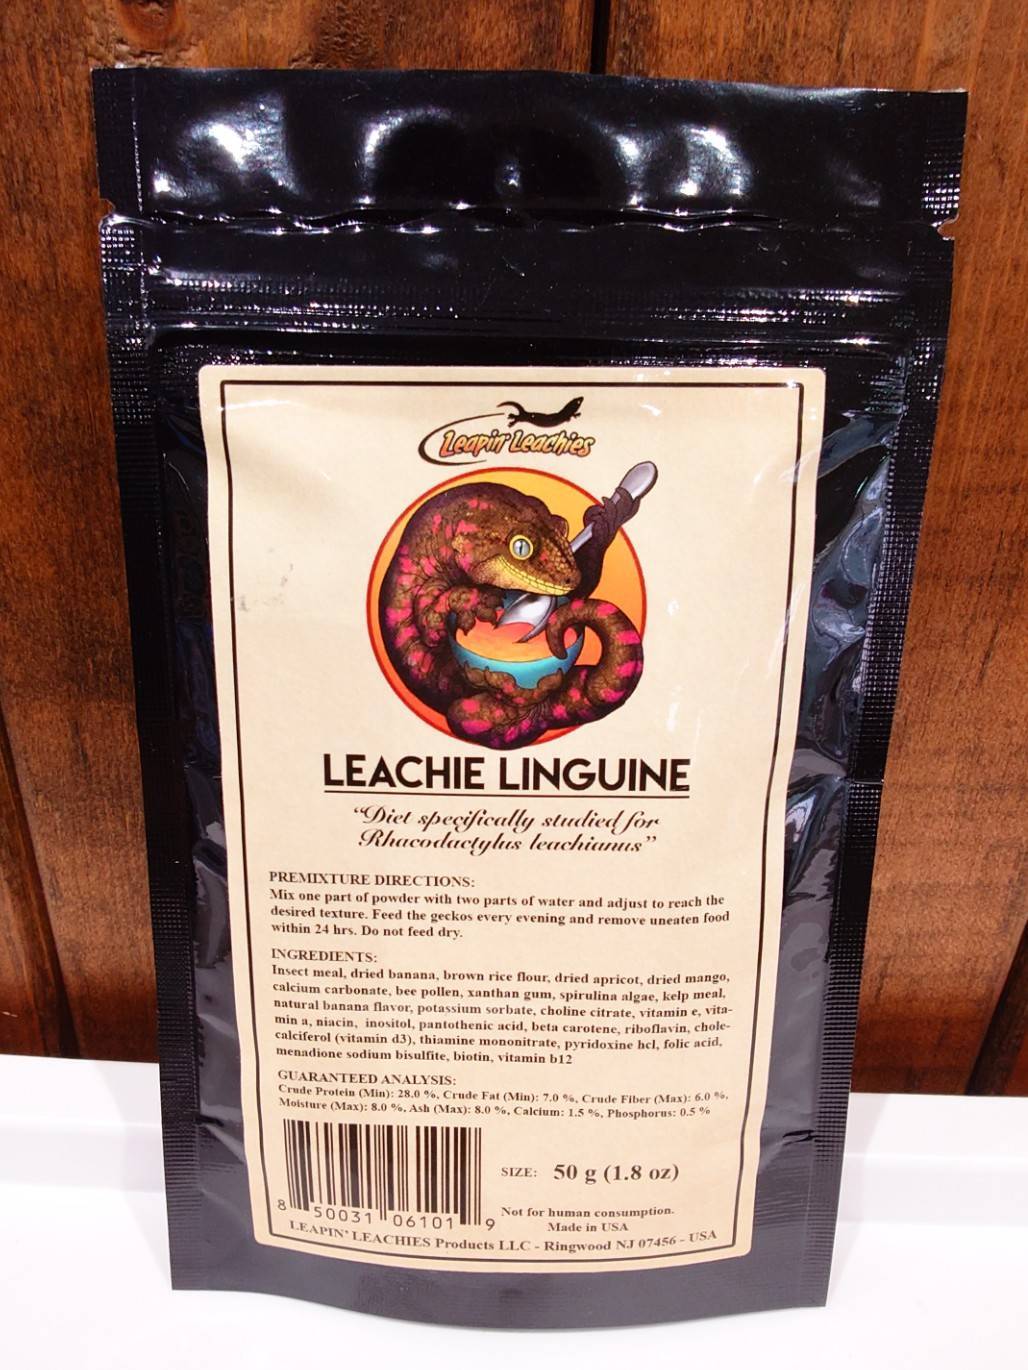 Leapin' Leachies
LEACHIE LINGUINE
"Diet specifically studied for
Rhacodactylus leachianus"
PREMIXTURE DIRECTIONS:
Mix one part of powder with two parts of water and adjust to reach the
desired texture. Feed the geckos every evening and remove uneaten food
within 24 hrs. Do not feed dry.
INGREDIENTS:
Insect meal, dried banana, brown rice flour, dried apricot, dried mango,
calcium carbonate, bee pollen, xanthan gum, spirulina algae, kelp meal,
natural banana flavor, potassium sorbate, choline citrate, vitamin e, vita-
min a, niacin, inositol, pantothenic acid, beta carotene, riboflavin, chole-
calciferol (vitamin d3), thiamine mononitrate, pyridoxine hcl, folic acid,
menadione sodium bisulfite, biotin, vitamin b12
GUARANTEED ANALYSIS:
Crude Protein (Min): 28.0 %, Crude Fat (Min): 7.0 %, Crude Fiber (Max): 6.0 %,
Moisture (Max): 8.0 %, Ash (Max): 8.0 %, Calcium: 1.5 %, Phosphorus: 0.5 %
SIZE: 50 g (1.8 oz)
8 50031 06101 9
Not for human consumption.
Made in USA
LEAPIN' LEACHIES Products LLC - Ringwood NJ 07456 - USA